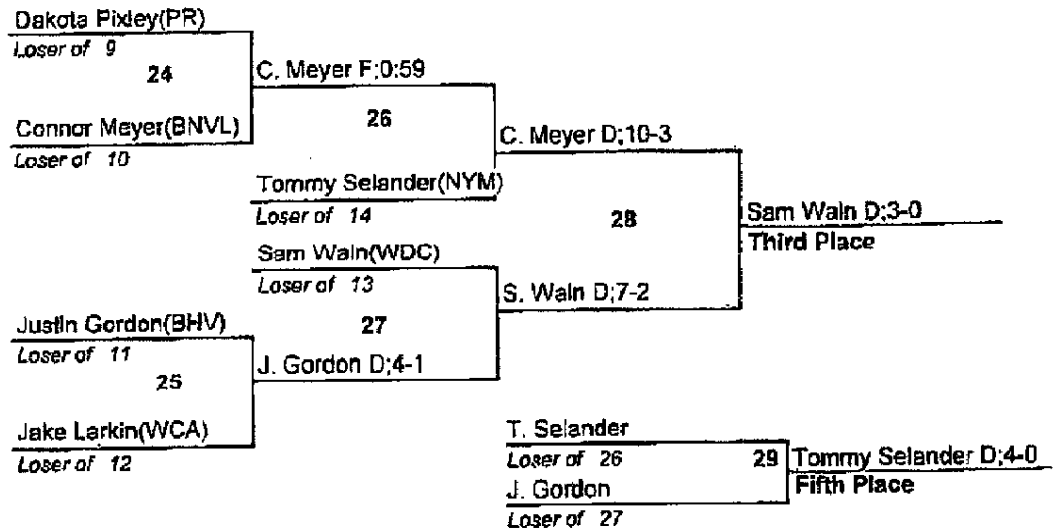 Dakota Pixley(PR)
Loser of 9
24
C. Meyer F;0:59
Connor Meyer(BNVL)
Loser of 10
26
C. Meyer D;10-3
Tommy Selander(NYM)
Loser of 14
28
Sam Waln D;3-0
Third Place
Sam Waln(WDC)
Loser of 13
S. Waln D;7-2
Justin Gordon(BHV)
Loser of 11
27
25
J. Gordon D;4-1
Jake Larkin(WCA)
Loser of 12
T. Selander
Loser of 26
29
Tommy Selander D;4-0
Fifth Place
J. Gordon
Loser of 27